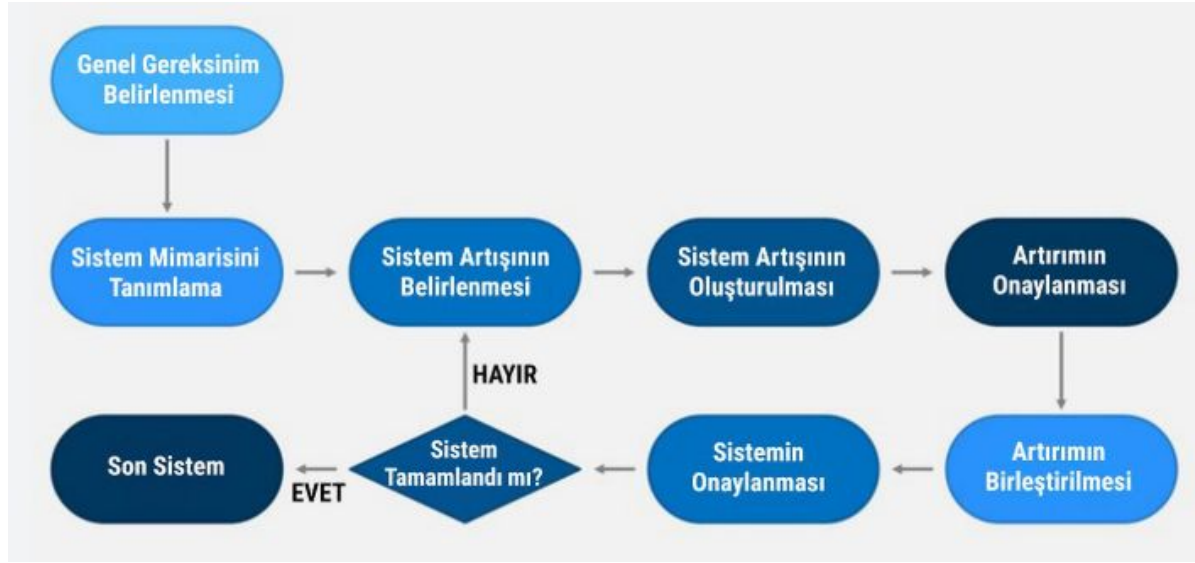 Genel Gereksinim
Belirlenmesi
Sistem Mimarisini
Tanımlama
Sistem Artışının
Belirlenmesi
Sistem Artışının
Oluşturulması
Artırımın
Onaylanması
HAYIR
Son Sistem
EVET
Sistem
Tamamlandı mı?
Sistemin
Onaylanması
Artırımın
Birleştirilmesi